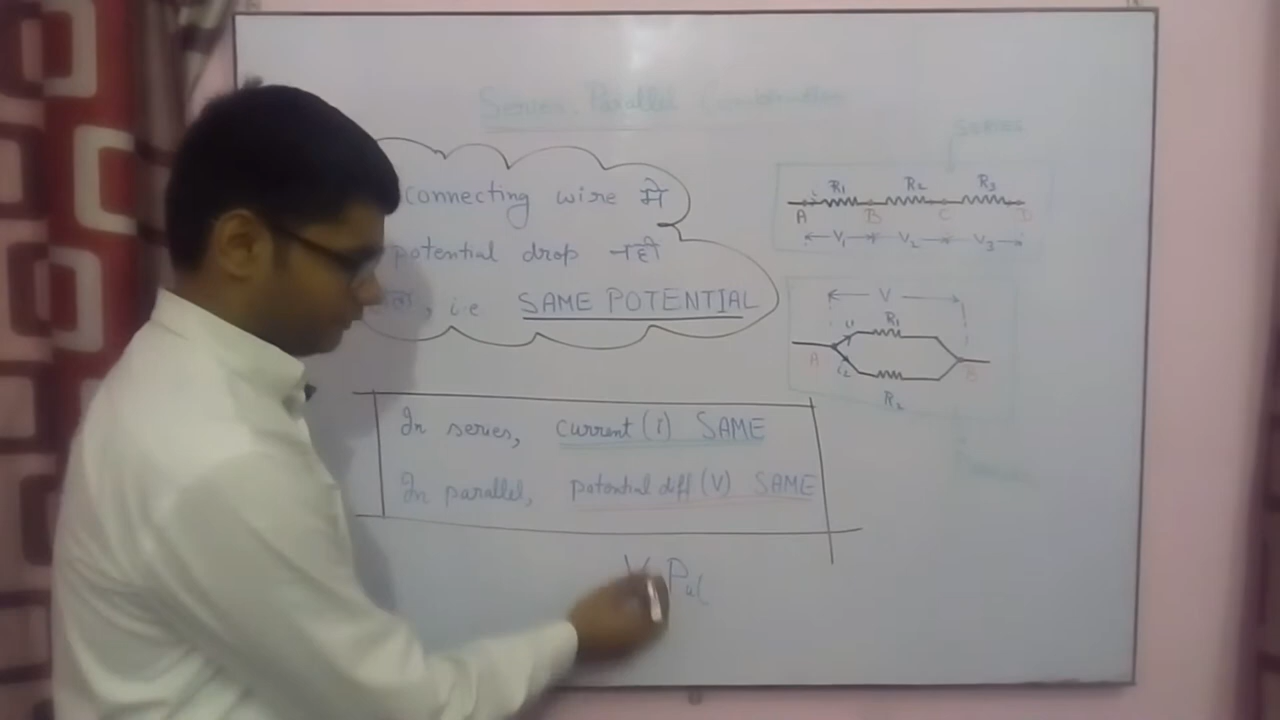 Series, Parallel Combination
SERIES
connecting wire मे
potential drop नही
, i.e SAME POTENTIAL
R1 R2 R3
A B C D
V1 V2 V3
V
i1 R1
A B
i2
R2
In series, current (i) SAME
In parallel, potential diff (V) SAME
V